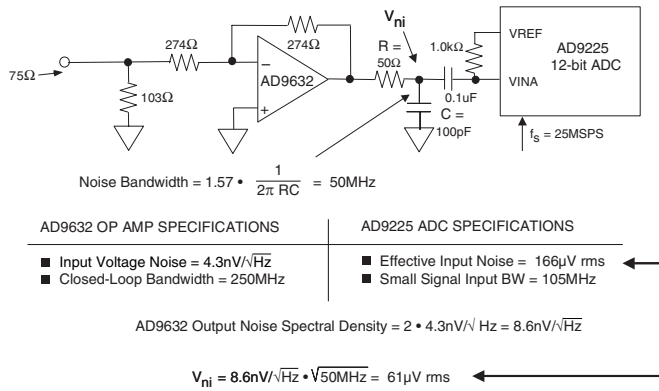 V_ni
274Ω
274Ω
R =
50Ω
1.0kΩ
VREF
AD9225
12-bit ADC
VINA
75Ω
103Ω
−
+
AD9632
0.1uF
C =
100pF
f_s = 25MSPS
Noise Bandwidth = 1.57 • 1 / 2π RC = 50MHz
AD9632 OP AMP SPECIFICATIONS
■ Input Voltage Noise = 4.3nV/√Hz
■ Closed-Loop Bandwidth = 250MHz
AD9225 ADC SPECIFICATIONS
■ Effective Input Noise = 166µV rms
■ Small Signal Input BW = 105MHz
AD9632 Output Noise Spectral Density = 2 • 4.3nV/√ Hz = 8.6nV/√Hz
V_ni = 8.6nV/√Hz • √50MHz = 61µV rms